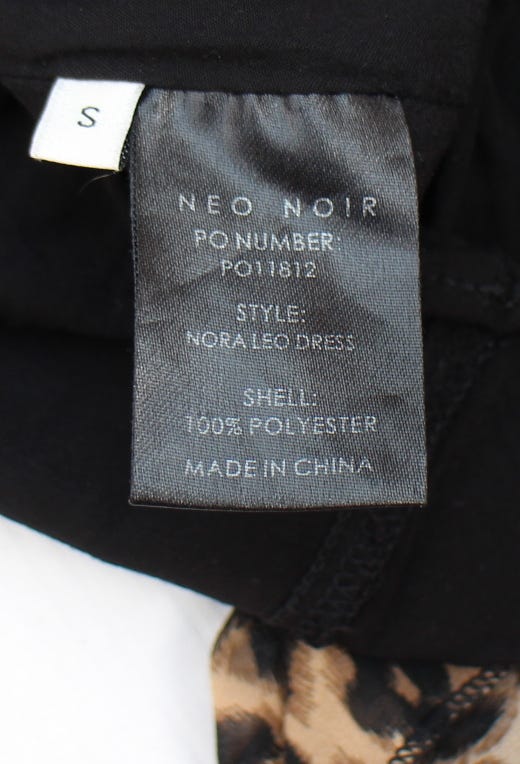 S
NEO NOIR
PO NUMBER:
PO11812
STYLE:
NORA LEO DRESS
SHELL:
100% POLYESTER
MADE IN CHINA